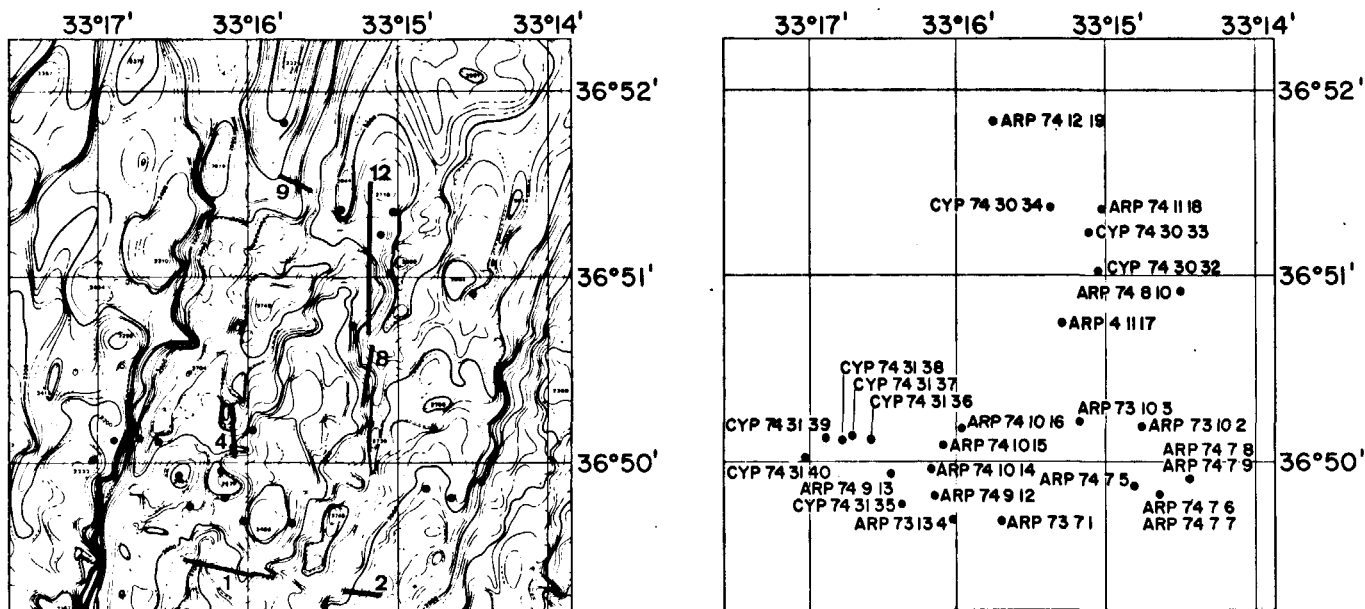 33°17' 33°16' 33°15' 33°14'
36°52'
36°51'
36°50'
9
12
8
4
1
2
33°17' 33°16' 33°15' 33°14'
36°52'
36°51'
36°50'
ARP 74 12 19
CYP 74 30 34
ARP 74 11 18
CYP 74 30 33
CYP 74 30 32
ARP 74 8 10
ARP 4 11 17
CYP 74 31 38
CYP 74 31 37
CYP 74 31 36
CYP 74 31 39
ARP 74 10 16
ARP 73 10 3
ARP 73 10 2
ARP 74 10 15
ARP 74 7 8
ARP 74 7 9
CYP 74 31 40
ARP 74 9 13
CYP 74 31 35
ARP 74 10 14
ARP 74 9 12
ARP 74 7 5
ARP 74 7 6
ARP 74 7 7
ARP 73 13 4
ARP 73 7 1